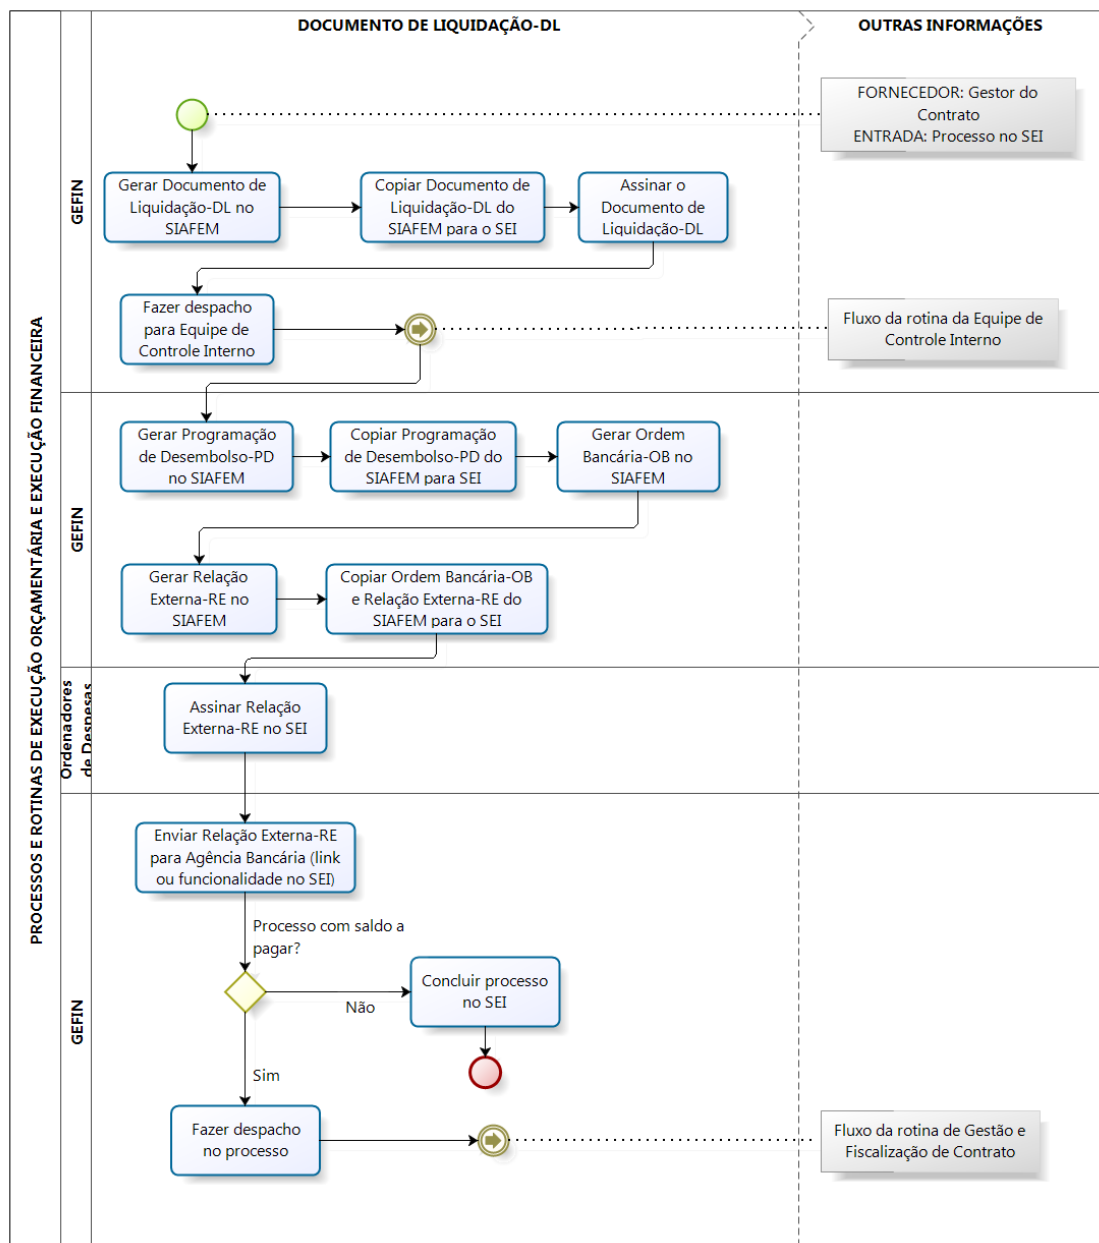 DOCUMENTO DE LIQUIDAÇÃO-DL
OUTRAS INFORMAÇÕES
PROCESSOS E ROTINAS DE EXECUÇÃO ORÇAMENTÁRIA E EXECUÇÃO FINANCEIRA
GEFIN
FORNECEDOR: Gestor do
Contrato
ENTRADA: Processo no SEI
Gerar Documento de
Liquidação-DL no
SIAFEM
Copiar Documento de
Liquidação-DL do
SIAFEM para o SEI
Assinar o
Documento de
Liquidação-DL
Fazer despacho
para Equipe de
Controle Interno
Fluxo da rotina da Equipe de
Controle Interno
GEFIN
Gerar Programação
de Desembolso-PD
no SIAFEM
Copiar Programação
de Desembolso-PD do
SIAFEM para SEI
Gerar Ordem
Bancária-OB no
SIAFEM
Gerar Relação
Externa-RE no
SIAFEM
Copiar Ordem Bancária-OB
e Relação Externa-RE do
SIAFEM para o SEI
Ordenadores
de Despesas
Assinar Relação
Externa-RE no SEI
GEFIN
Enviar Relação Externa-RE
para Agência Bancária (link
ou funcionalidade no SEI)
Processo com saldo a
pagar?
Não
Concluir processo
no SEI
Sim
Fazer despacho
no processo
Fluxo da rotina de Gestão e
Fiscalização de Contrato